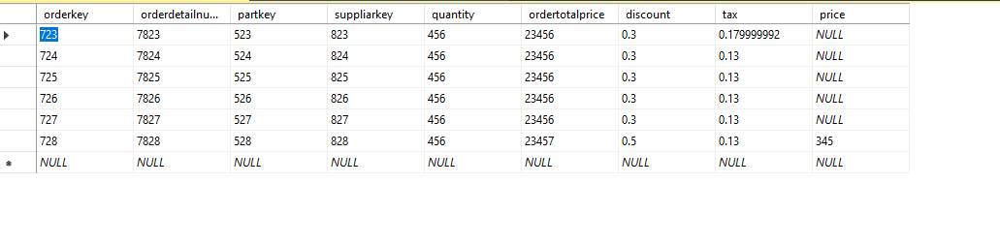 orderkey orderdetailnu... partkey suppliarkey quantity ordertotalprice discount tax price
723 7823 523 823 456 23456 0.3 0.179999992 NULL
724 7824 524 824 456 23456 0.3 0.13 NULL
725 7825 525 825 456 23456 0.3 0.13 NULL
726 7826 526 826 456 23456 0.3 0.13 NULL
727 7827 527 827 456 23456 0.3 0.13 NULL
728 7828 528 828 456 23457 0.5 0.13 345
NULL NULL NULL NULL NULL NULL NULL NULL NULL